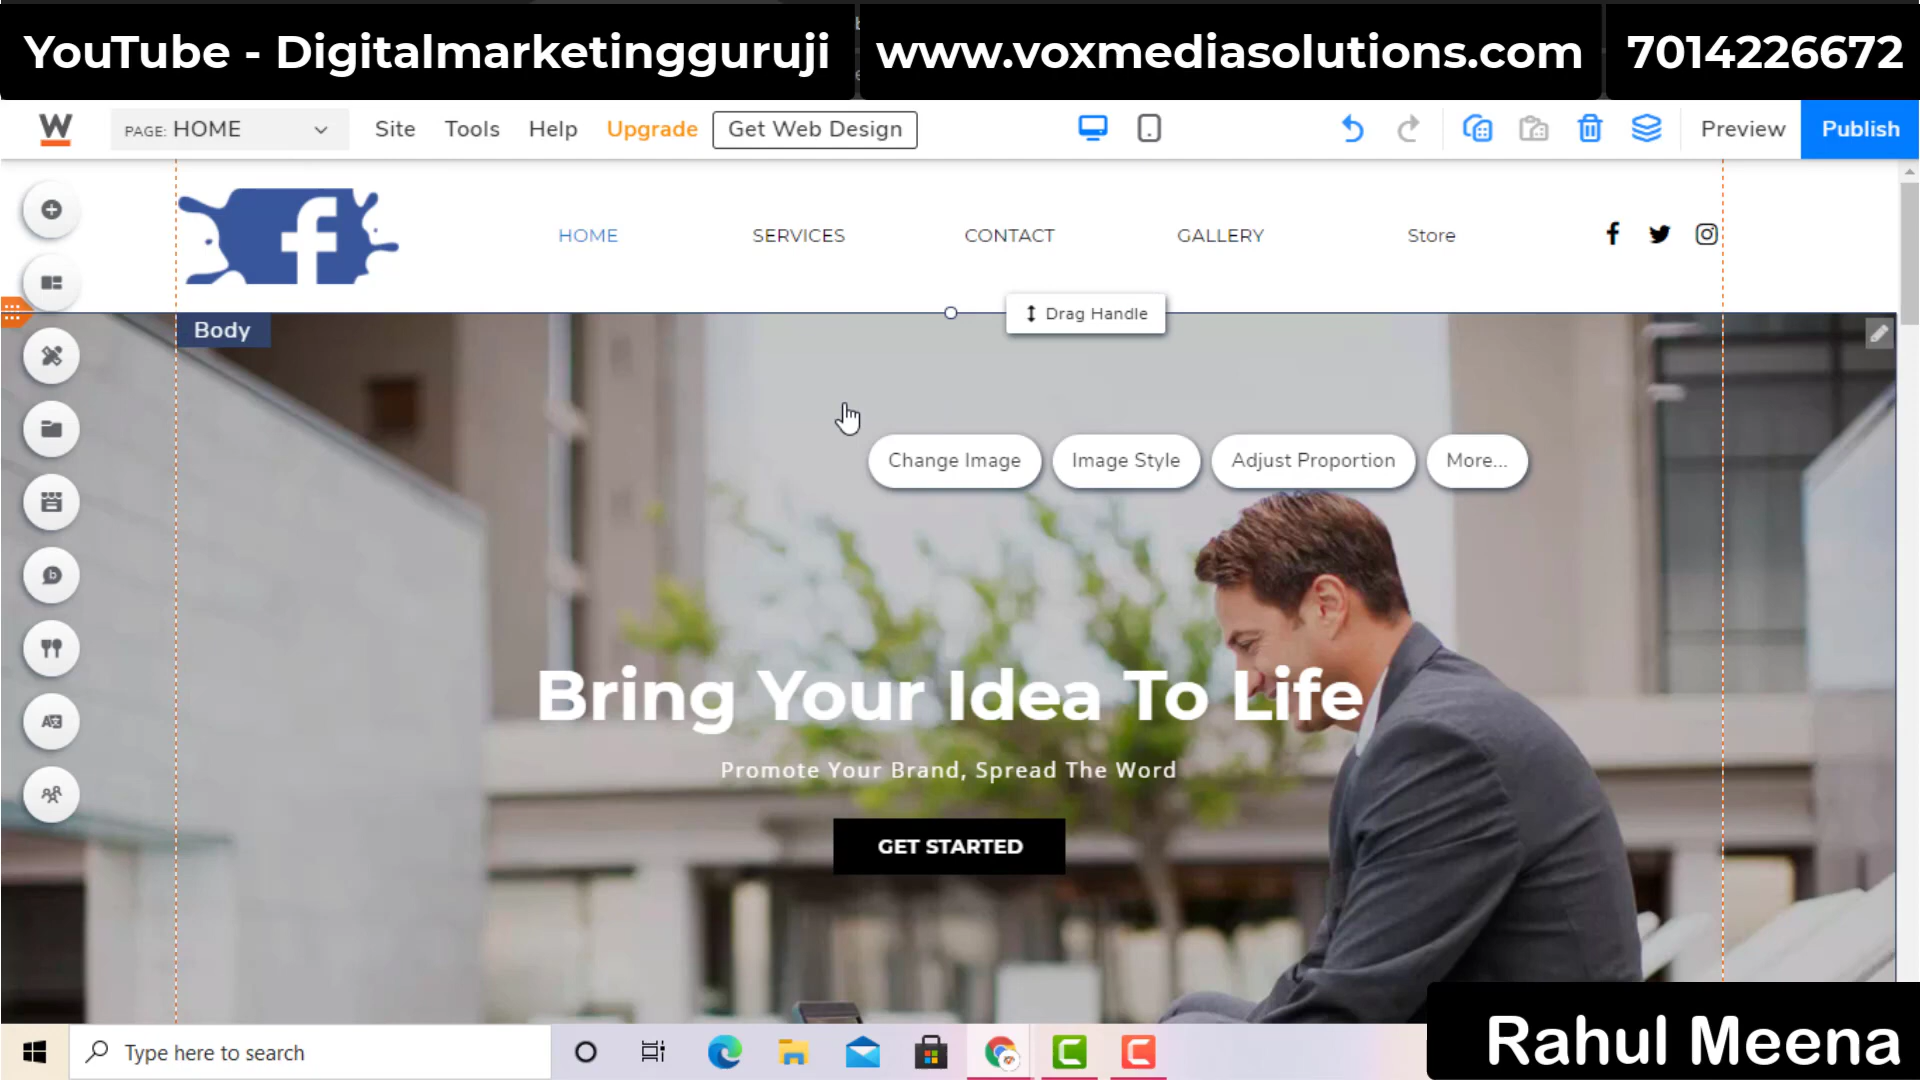 YouTube - Digitalmarketingguruji www.voxmediasolutions.com 7014226672
W PAGE: HOME Site Tools Help Upgrade Get Web Design Preview Publish
f HOME SERVICES CONTACT GALLERY Store
Drag Handle
Body
Change Image Image Style Adjust Proportion More...
Bring Your Idea To Life
Promote Your Brand, Spread The Word
GET STARTED
Type here to search
Rahul Meena